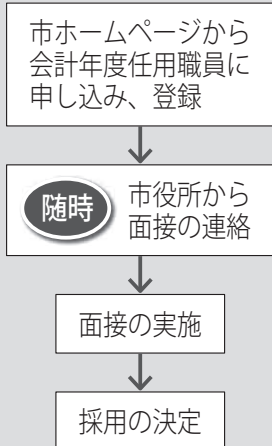 市ホームページから
会計年度任用職員に
申し込み、登録
随時
市役所から
面接の連絡
面接の実施
採用の決定